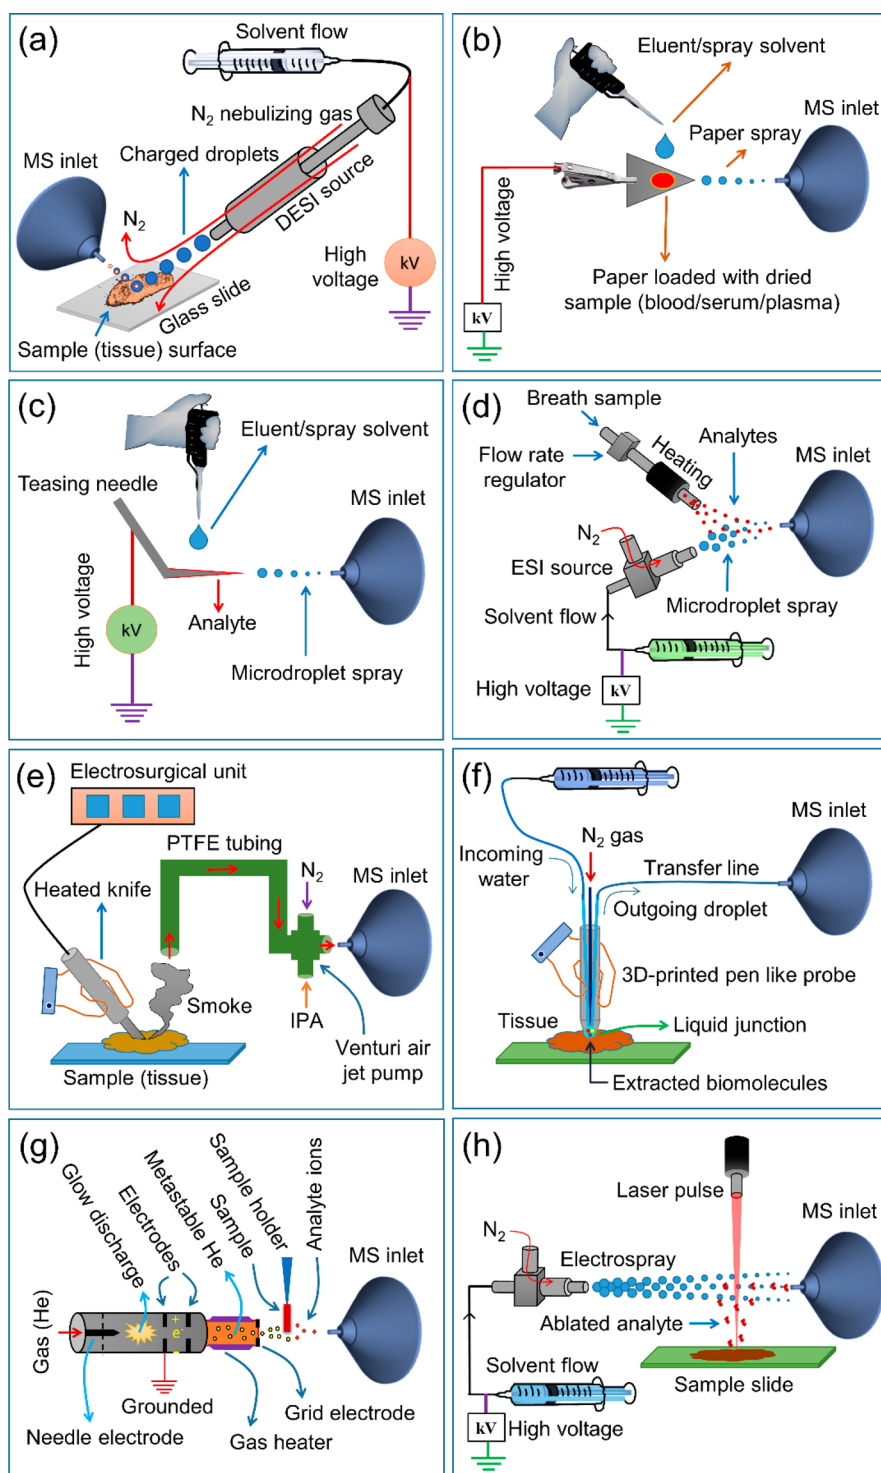 (a)
Solvent flow
N2 nebulizing gas
MS inlet
Charged droplets
N2
DESI source
High
voltage
kV
Glass slide
Sample (tissue) surface
(b)
Eluent/spray solvent
MS inlet
Paper spray
High voltage
kV
Paper loaded with dried
sample (blood/serum/plasma)
(c)
Eluent/spray solvent
Teasing needle
MS inlet
High voltage
kV
Analyte
Microdroplet spray
(d)
Breath sample
Analytes
Flow rate
regulator
Heating
MS inlet
N2
ESI source
Solvent flow
Microdroplet spray
High voltage
kV
(e)
Electrosurgical unit
PTFE tubing
Heated knife
N2
MS inlet
Smoke
IPA
Venturi air
jet pump
Sample (tissue)
(f)
MS inlet
N2 gas
Incoming
water
Transfer line
Outgoing droplet
3D-printed pen like probe
Tissue
Liquid junction
Extracted biomolecules
(g)
Glow discharge
Electrodes
Metastable He
Sample
Sample holder
Analyte ions
MS inlet
Gas (He)
+
e-
-
Grounded
Needle electrode
Gas heater
Grid electrode
(h)
Laser pulse
MS inlet
N2
Electrospray
Ablated analyte
Solvent flow
Sample slide
kV
High voltage